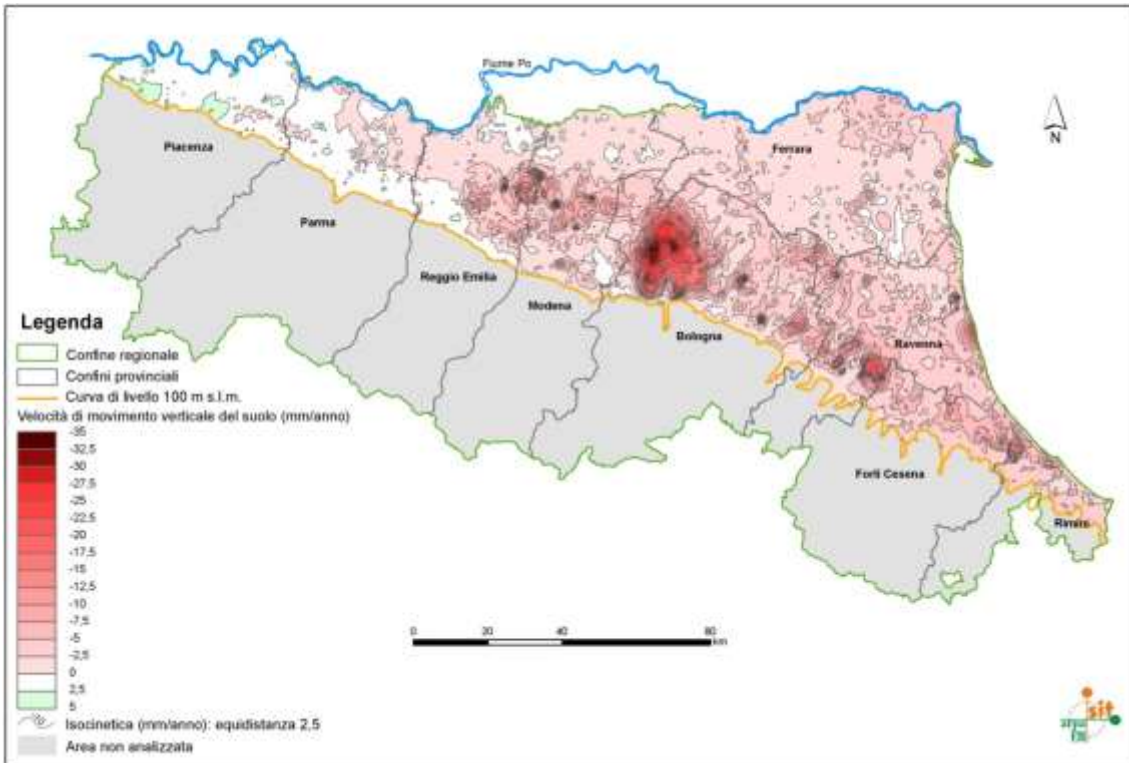 Fiume Po
N
Piacenza
Ferrara
Parma
Reggio Emilia
Modena
Bologna
Ravenna
Forlì Cesena
Rimini
Legenda
Confine regionale
Confini provinciali
Curva di livello 100 m s.l.m.
Velocità di movimento verticale del suolo (mm/anno)
-35
-32,5
-30
-27,5
-25
-22,5
-20
-17,5
-15
-12,5
-10
-7,5
-5
-2,5
0
2,5
5
Isocinetica (mm/anno): equidistanza 2,5
Area non analizzata
0 20 40 80
km
sit